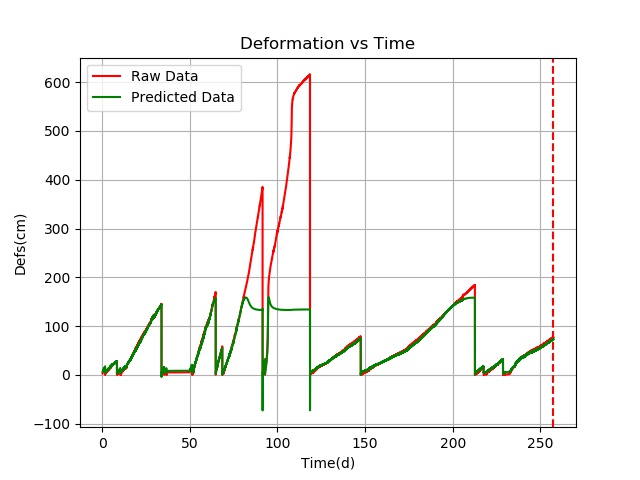 Deformation vs Time
Raw Data
Predicted Data
600
500
400
300
200
100
0
−100
Defs(cm)
0 50 100 150 200 250
Time(d)